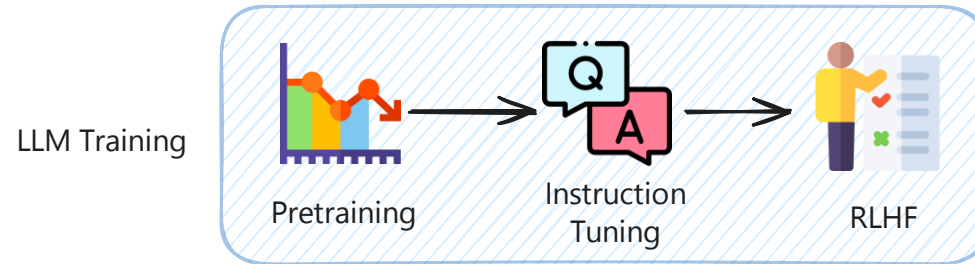 LLM Training
Q
A
Pretraining
Instruction
Tuning
RLHF